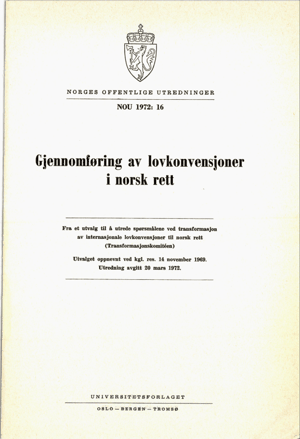 NORGES OFFENTLIGE UTREDNINGER
NOU 1972: 16
Gjennomføring av lovkonvensjoner
i norsk rett
Fra et utvalg til å utrede spørsmålene ved transformasjon
av internasjonale lovkonvensjoner til norsk rett
(Transformasjonskomitéen)
Utvalget oppnevnt ved kgl. res. 14 november 1969.
Utredning avgitt 20 mars 1972.
UNIVERSITETSFORLAGET
OSLO — BERGEN — TROMSØ